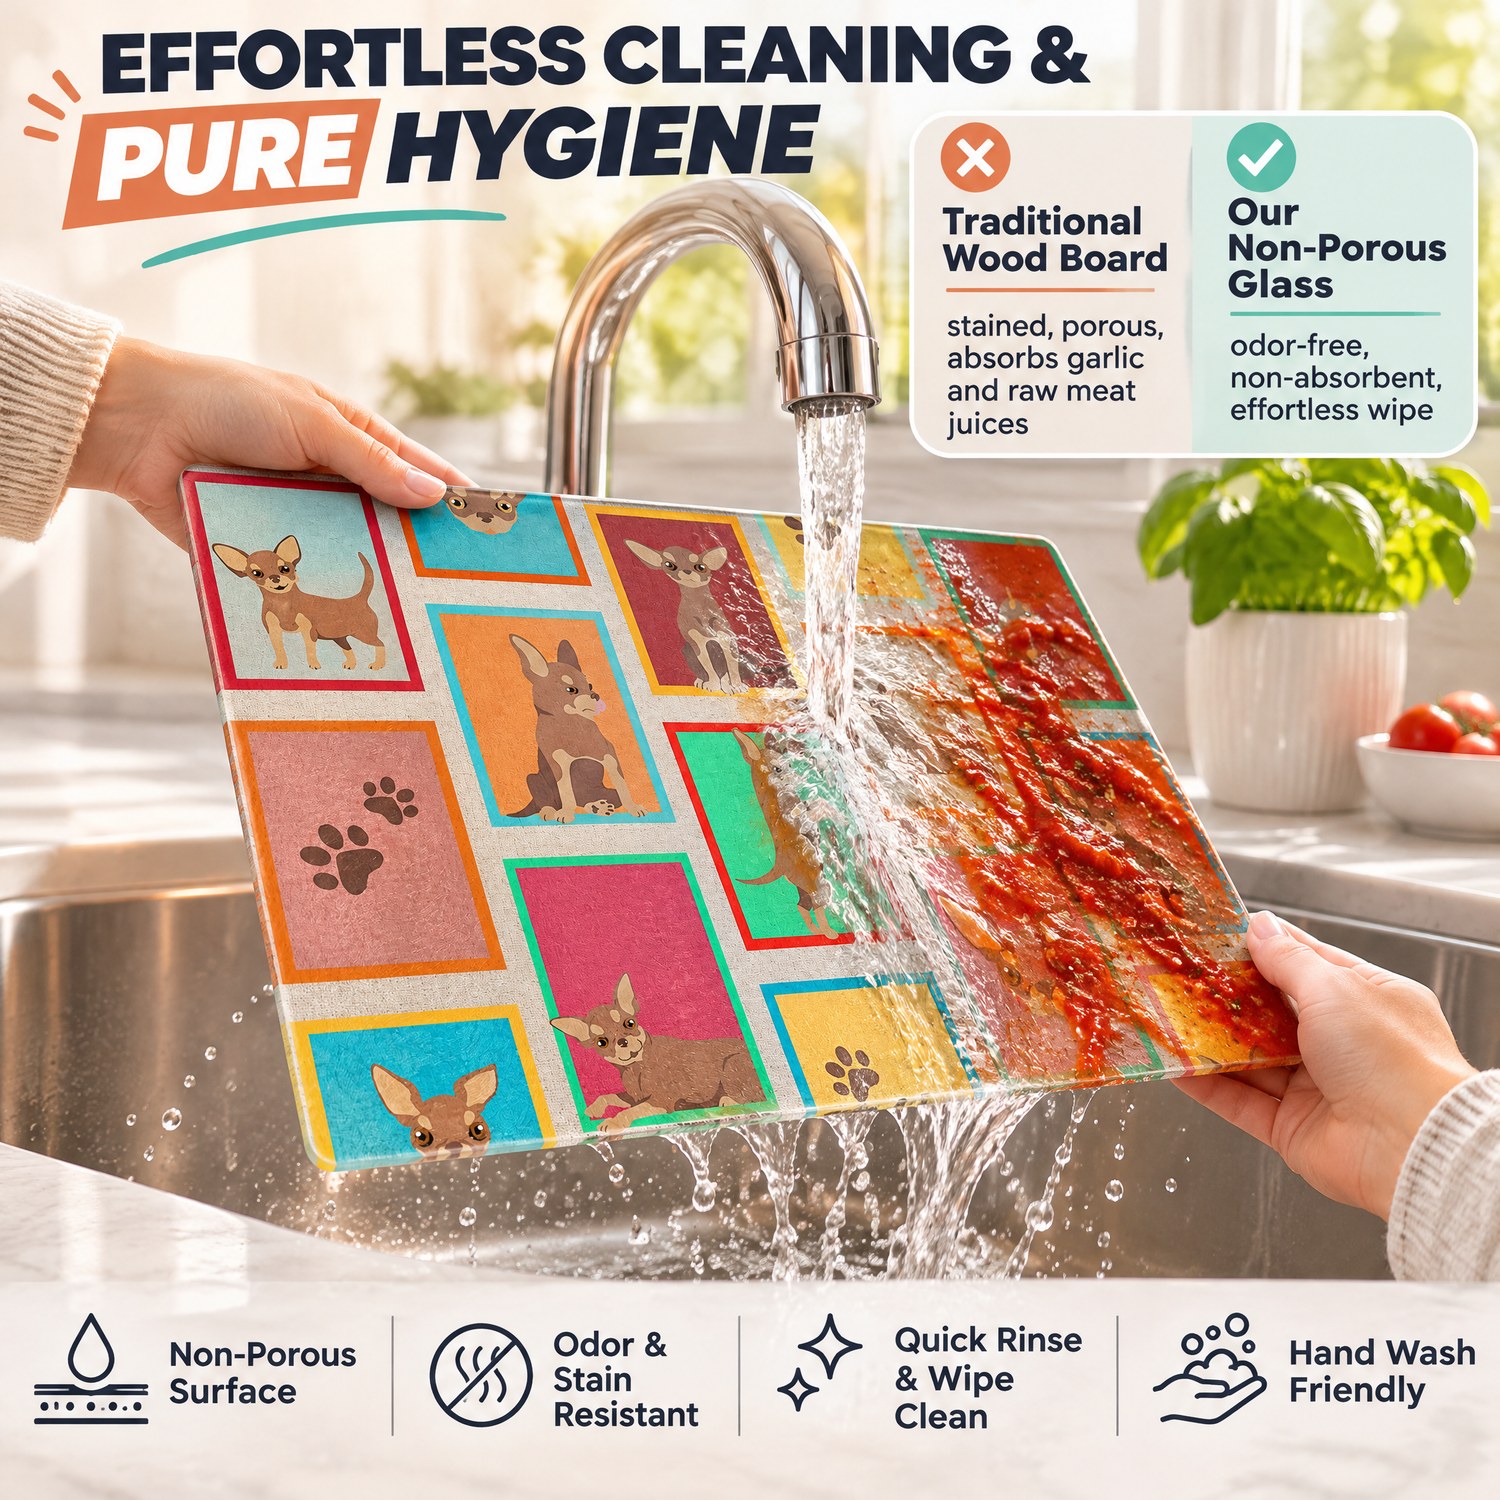 EFFORTLESS CLEANING &
PURE HYGIENE
Traditional
Wood Board
stained, porous,
absorbs garlic
and raw meat
juices
Our
Non-Porous
Glass
odor-free,
non-absorbent,
effortless wipe
Non-Porous
Surface
Odor &
Stain
Resistant
Quick Rinse
& Wipe
Clean
Hand Wash
Friendly